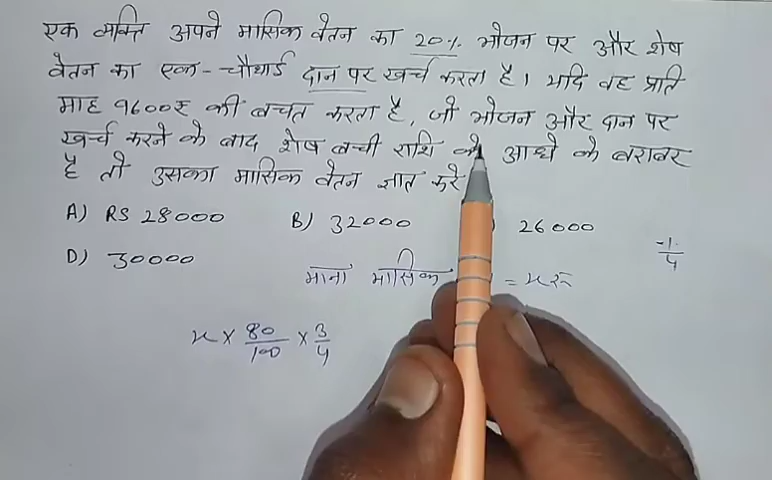 एक व्यक्ति अपने मासिक वेतन का 20% भोजन पर और शेष
वेतन का एक-चौथाई दान पर खर्च करता है। यदि वह प्रति
माह ९600₹ की बचत करता है, जो भोजन और दान पर
खर्च करने के बाद शेष बची राशि के आधे के बराबर
है तो उसका मासिक वेतन ज्ञात करे
A) RS 28000 B) 32000 26000
D) 30000
माना मासिक = x रु
x × 80/100 × 3/4
-1/4